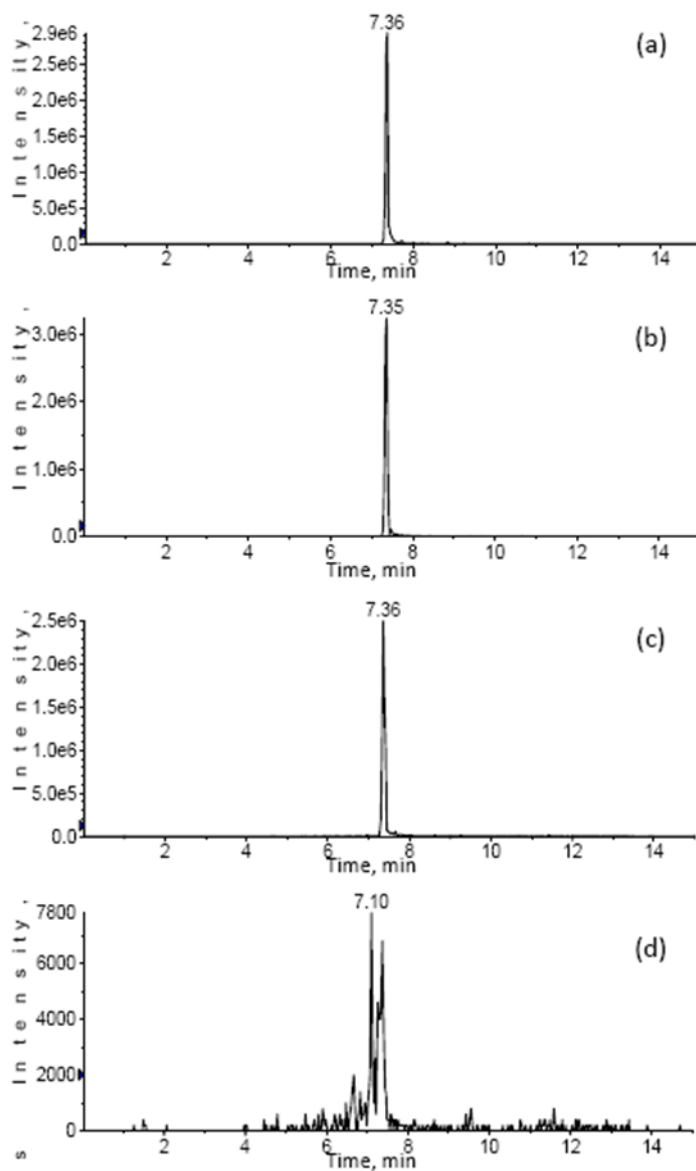 7.36
(a)
2.9e6
2.5e6
2.0e6
1.5e6
1.0e6
5.0e5
0.0
Intensity,
2 4 6 8 10 12 14
Time, min
7.35
(b)
3.0e6
2.0e6
1.0e6
0.0
Intensity,
2 4 6 8 10 12 14
Time, min
7.36
(c)
2.5e6
2.0e6
1.5e6
1.0e6
5.0e5
0.0
Intensity,
2 4 6 8 10 12 14
Time, min
7.10
(d)
7800
6000
4000
2000
0
s Intensity,
2 4 6 8 10 12 14
Time, min